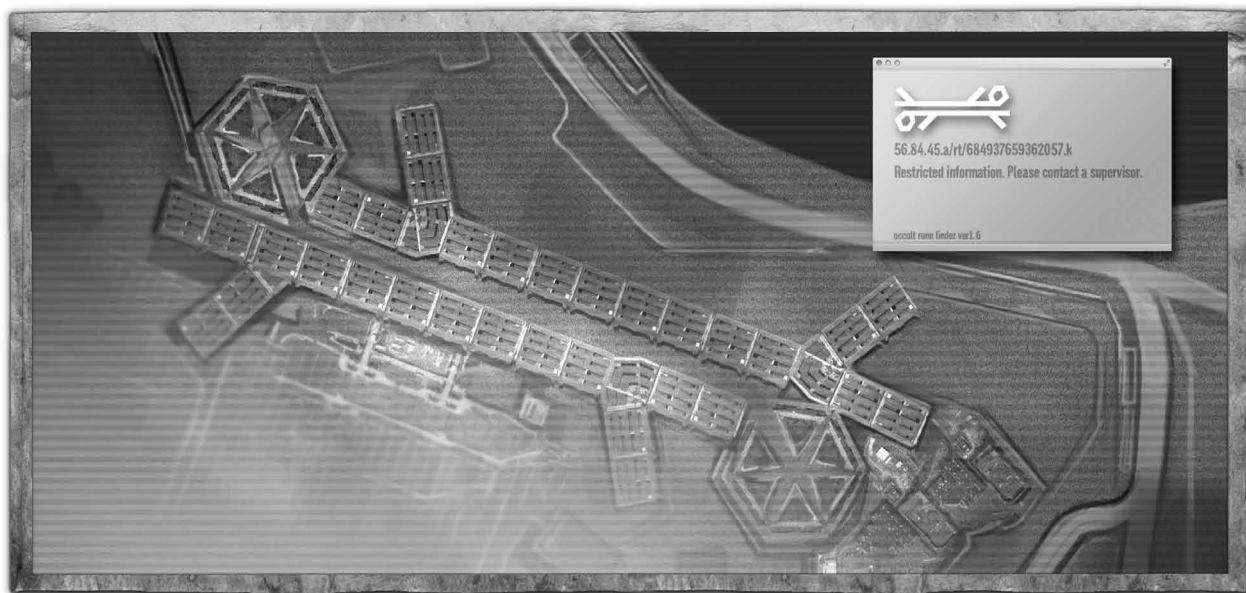 56.84.45.a/rt/684937659362057.k
Restricted information. Please contact a supervisor.
occult rune finder ver1.6